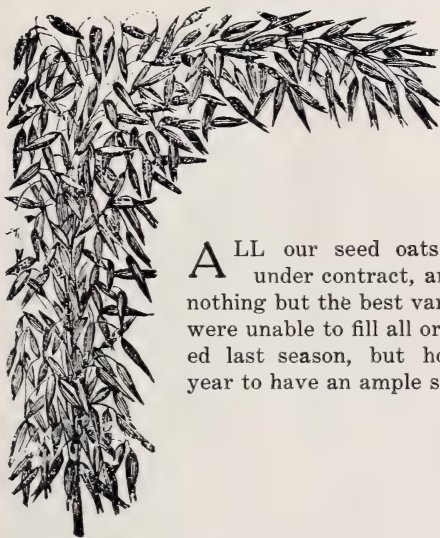 ALL our seed oats
under contract, an
nothing but the best var
were unable to fill all or
ed last season, but ho
year to have an ample s